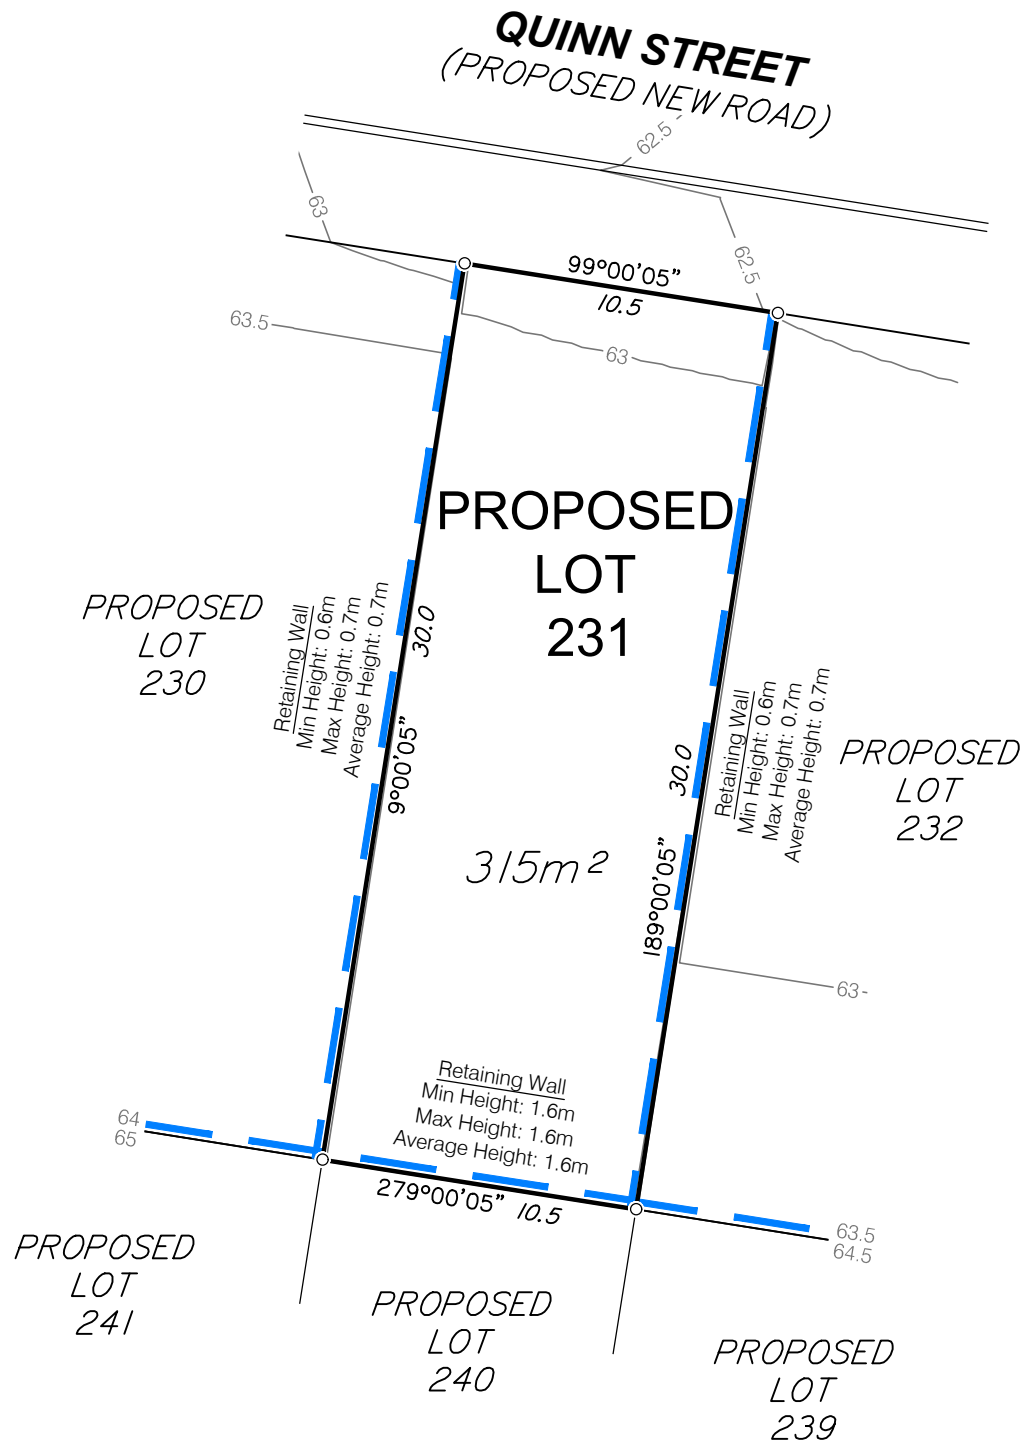 QUINN STREET
(PROPOSED NEW ROAD)
62.5
63
62.5
99°00'05"
10.5
63.5
63
PROPOSED
LOT
231
PROPOSED
LOT
230
Retaining Wall
Min Height: 0.6m
Max Height: 0.7m
Average Height: 0.7m
30.0
9°00'05"
Retaining Wall
Min Height: 0.6m
Max Height: 0.7m
Average Height: 0.7m
30.0
189°00'05"
PROPOSED
LOT
232
315m²
63
Retaining Wall
Min Height: 1.6m
Max Height: 1.6m
Average Height: 1.6m
64
65
279°00'05" 10.5
63.5
64.5
PROPOSED
LOT
241
PROPOSED
LOT
240
PROPOSED
LOT
239